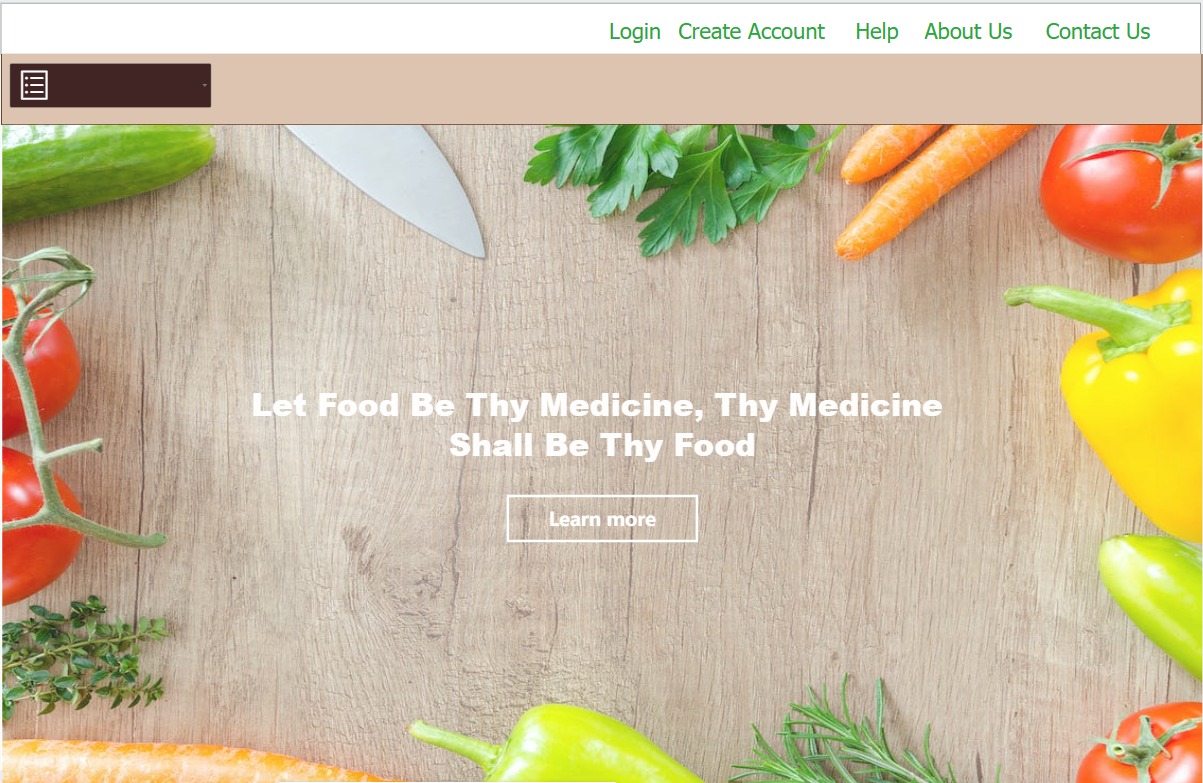 Login Create Account Help About Us Contact Us
Let Food Be Thy Medicine, Thy Medicine
Shall Be Thy Food
Learn more